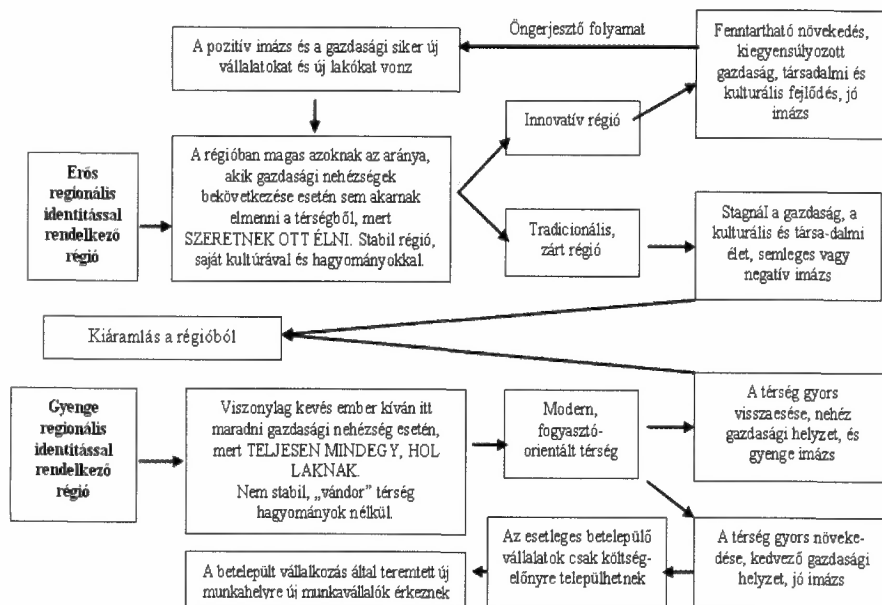 Öngerjesztő folyamat
A pozitív imázs és a gazdasági siker új
vállalatokat és új lakókat vonz
Fenntartható növekedés,
kiegyensúlyozott
gazdaság, társadalmi és
kulturális fejlődés, jó
imázs
Innovatív régió
Erős
regionális
identitással
rendelkező
régió
A régióban magas azoknak az aránya,
akik gazdasági nehézségek
bekövetkezése esetén sem akarnak
elmenni a térségből, mert
SZERETNEK OTT ÉLNI. Stabil régió,
saját kultúrával és hagyományokkal.
Tradicionális,
zárt régió
Stagnál a gazdaság, a
kulturális és társa-dalmi
élet, semleges vagy
negatív imázs
Kiáramlás a régióból
Gyenge
regionális
identitással
rendelkező
régió
Viszonylag kevés ember kíván itt
maradni gazdasági nehézség esetén,
mert TELJESEN MINDEGY, HOL
LAKNAK.
Nem stabil, „vándor” térség
hagyományok nélkül.
Modern,
fogyasztó-
orientált térség
A térség gyors
visszaesése, nehéz
gazdasági helyzet, és
gyenge imázs
A térség gyors növeke-
dése, kedvező gazdasági
helyzet, jó imázs
Az esetleges betelepülő
vállalatok csak költség-
előnyre települhetnek
A betelepült vállalkozás által teremtett új
munkahelyre új munkavállalók érkeznek